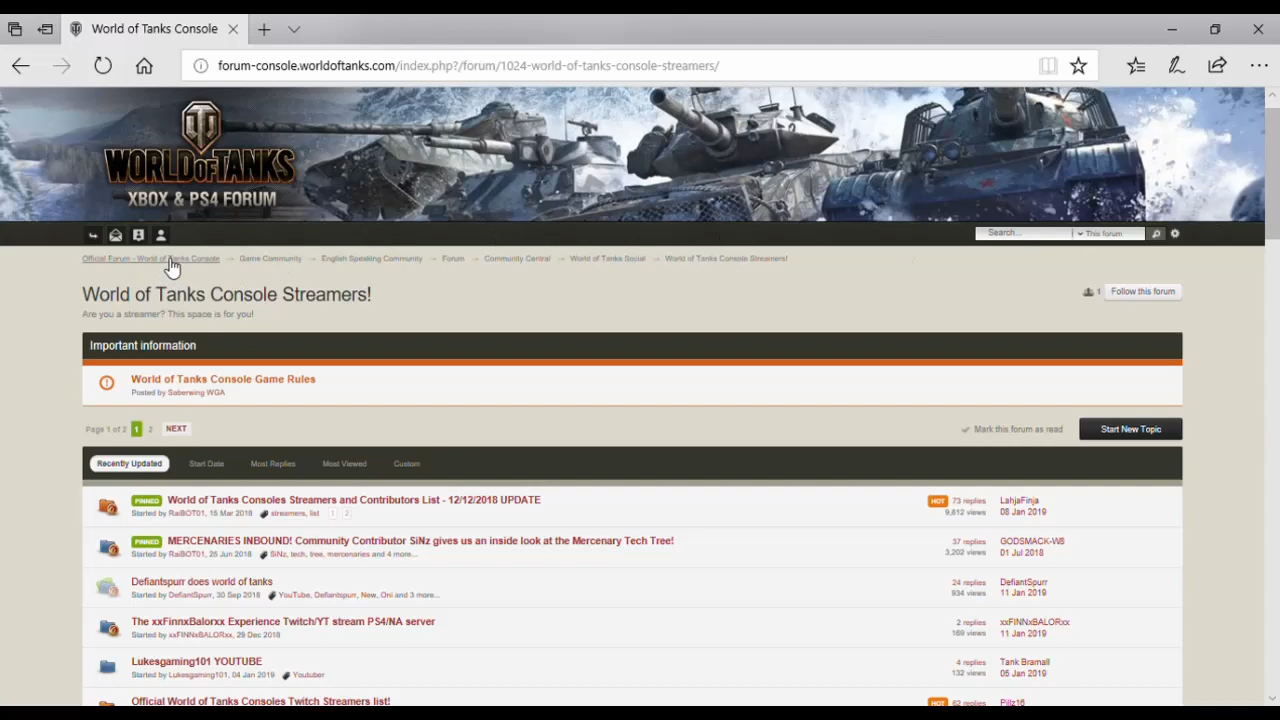 World of Tanks Console
forum-console.worldoftanks.com/index.php?/forum/1024-world-of-tanks-console-streamers/
WORLD OF TANKS
XBOX & PS4 FORUM
Search... This forum
Official Forum - World of Tanks Console → Game Community → English Speaking Community → Forum → Community Central → World of Tanks Social → World of Tanks Console Streamers!
World of Tanks Console Streamers!
1 Follow this forum
Are you a streamer? This space is for you!
Important information
World of Tanks Console Game Rules
Posted by Saberwing WGA
Page 1 of 2 1 2 NEXT Mark this forum as read Start New Topic
Recently Updated Start Date Most Replies Most Viewed Custom
PINNED World of Tanks Consoles Streamers and Contributors List - 12/12/2018 UPDATE HOT 73 replies LahjaFinja
Started by RaiBOT01, 15 Mar 2018 streamers, list 1 2 9,612 views 08 Jan 2019
PINNED MERCENARIES INBOUND! Community Contributor SiNz gives us an inside look at the Mercenary Tech Tree! 37 replies GODSMACK-W8
Started by RaiBOT01, 25 Jun 2018 SiNz, tech, tree, mercenaries and 4 more... 3,202 views 01 Jul 2018
Defiantspurr does world of tanks 24 replies DefiantSpurr
Started by DefiantSpurr, 30 Sep 2018 YouTube, Defiantspurr, New, Oni and 3 more... 934 views 11 Jan 2019
The xxFinnxBalorxx Experience Twitch/YT stream PS4/NA server 2 replies xxFINNxBALORxx
Started by xxFINNxBALORxx, 29 Dec 2018 169 views 11 Jan 2019
Lukesgaming101 YOUTUBE 4 replies Tank Bramall
Started by Lukesgaming101, 04 Jan 2019 Youtuber 132 views 05 Jan 2019
Official World of Tanks Consoles Twitch Streamers list! HOT 62 replies Pillz16